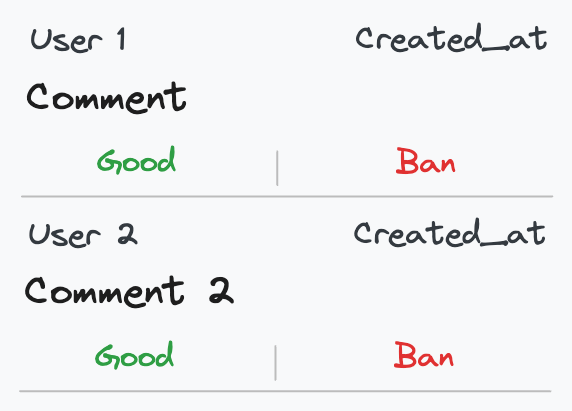 User 1 Created_at
Comment
Good | Ban
User 2 Created_at
Comment 2
Good | Ban